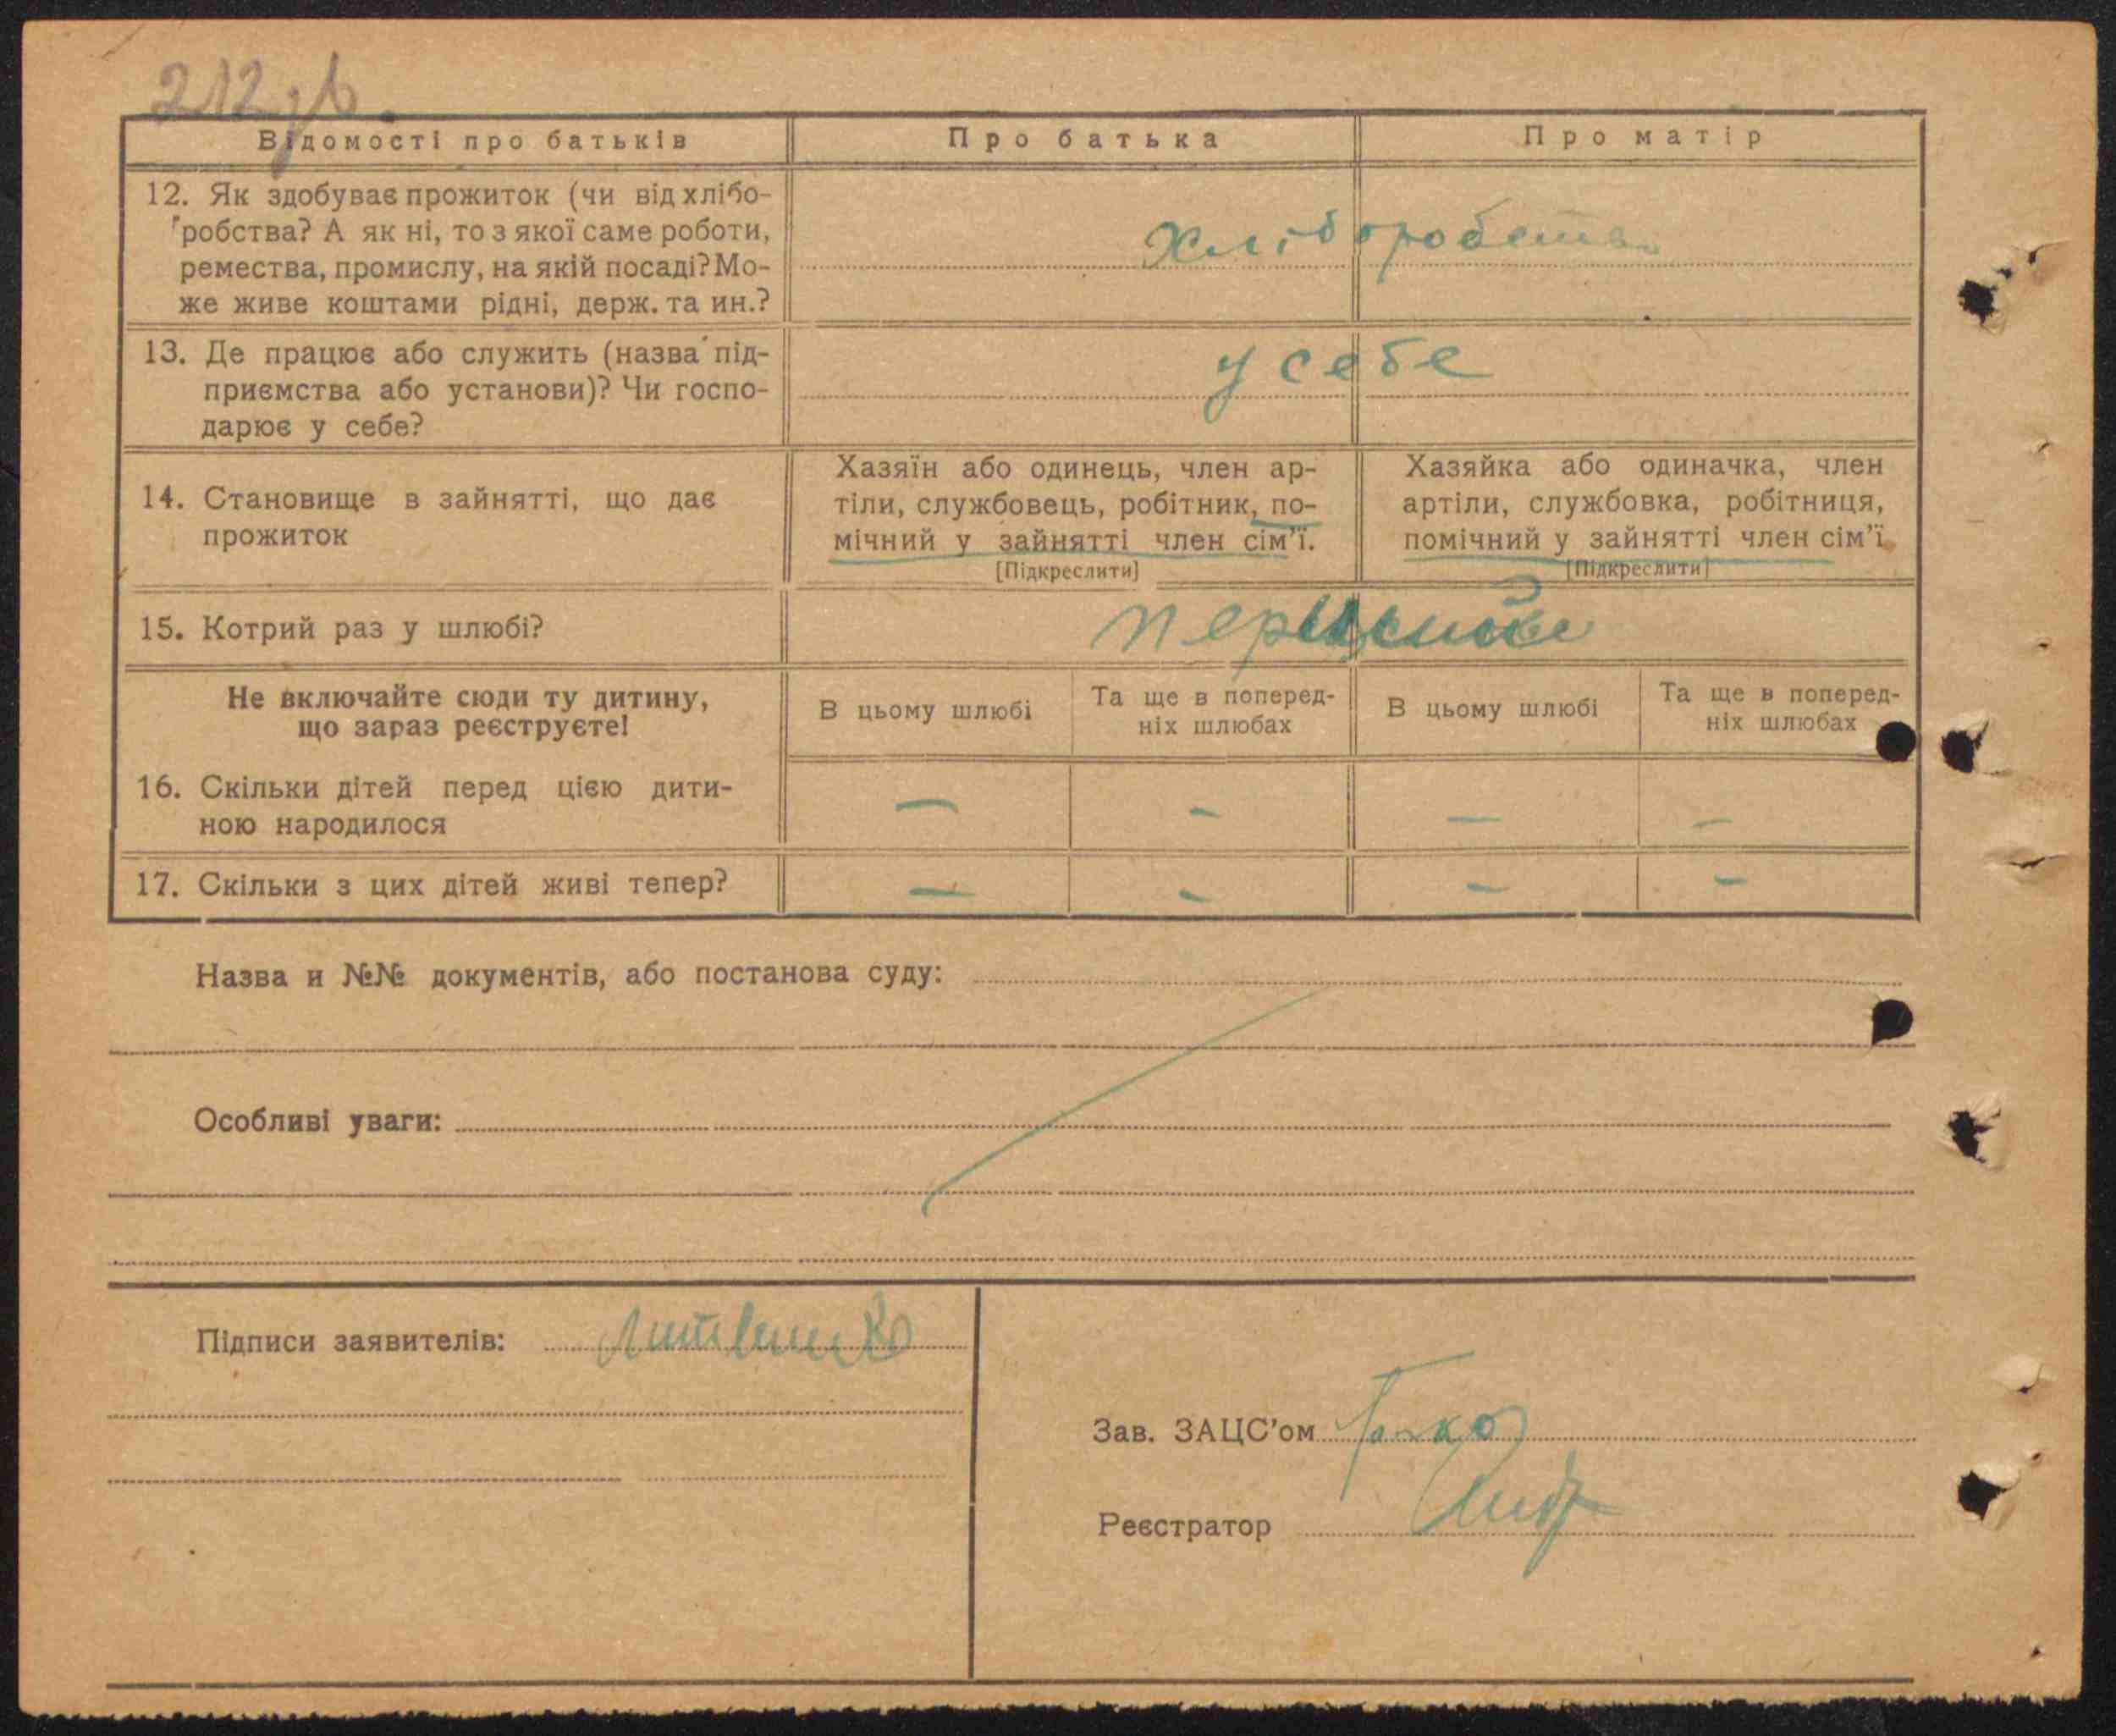 212зв.
Відомості про батьків
Про батька
Про матір
12. Як здобуває прожиток (чи від хлібо-
робства? А як ні, то з якої саме роботи,
ремества, промислу, на якій посаді? Мо-
же живе коштами рідні, держ. та ин.?
Хліборобства
13. Де працює або служить (назва під-
приємства або установи)? Чи госпо-
дарює у себе?
у себе
14. Становище в зайнятті, що дає
прожиток
Хазяїн або одинець, член ар-
тіли, службовець, робітник, по-
мічний у зайнятті член сім'ї.
[Підкреслити]
Хазяйка або одиначка, член
артіли, службовка, робітниця,
помічний у зайнятті член сім'ї.
[Підкреслити]
15. Котрий раз у шлюбі?
Не включайте сюди ту дитину,
що зараз реєструєте!
В цьому шлюбі
Та ще в поперед-
ніх шлюбах
В цьому шлюбі
Та ще в поперед-
ніх шлюбах
16. Скільки дітей перед цією дити-
ною народилося
— — — —
17. Скільки з цих дітей живі тепер?
— — — —
Назва и №№ документів, або постанова суду:
Особливі уваги:
Підписи заявителів:
Зав. ЗАЦС'ом
Реєстратор